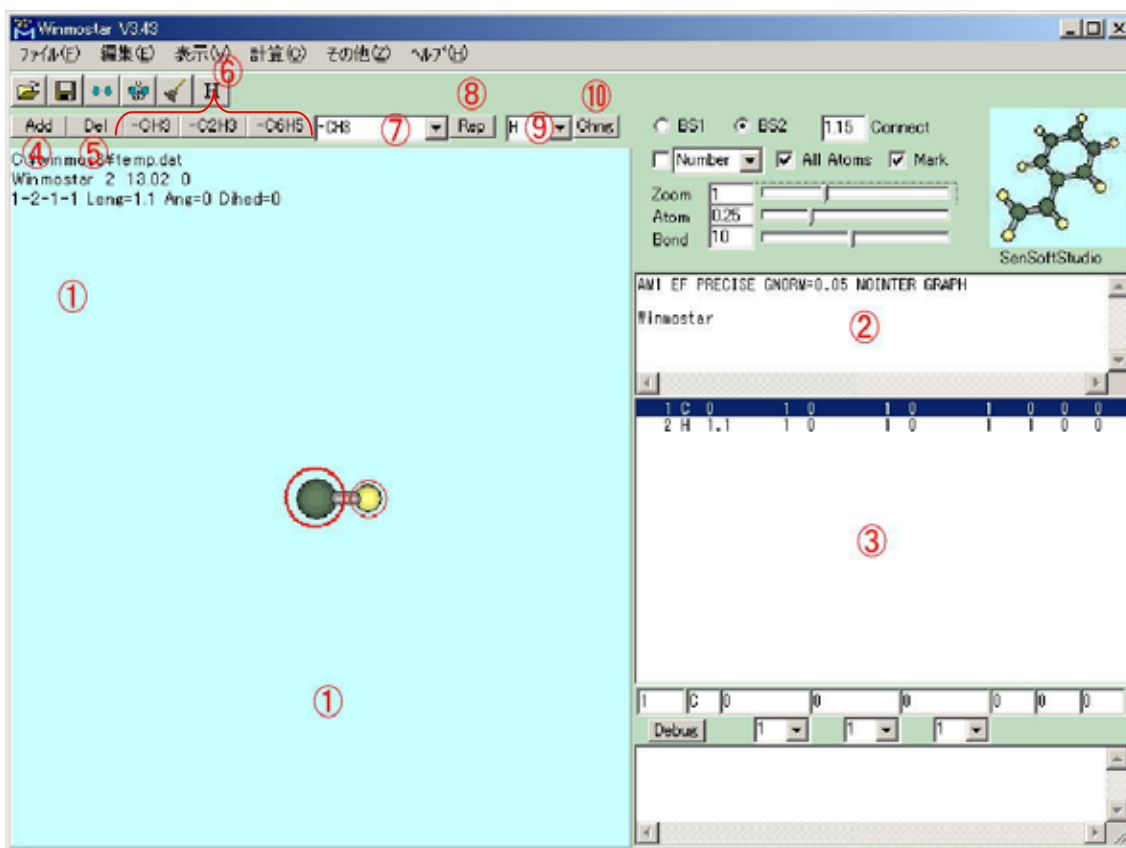 Winmostar V3.43
ファイル(F) 編集(E) 表示(V) 計算(C) その他(Z) ヘルプ(H)
⑥ ⑧ ⑩
H
Add Del -CH3 -C2H3 -C6H5 -CH3 ⑦ Rep H ⑨ Chng BS1 BS2 1.15 Connect
④ ⑤
Number All Atoms Mark
Zoom 1
Atom 0.25
Bond 10
SenSoftStudio
C:¥winmos3¥temp.dat
Winmostar 2 13.02 0
1-2-1-1 Leng=1.1 Ang=0 Dihed=0
①
①
AM1 EF PRECISE GNORM=0.05 NOINTER GRAPH
Winmostar
②
1 C 0 1 0 1 0 1 0 0 0
2 H 1.1 1 0 1 0 1 1 0 0
③
1 C 0 0 0 0 0 0
Debug 1 1 1